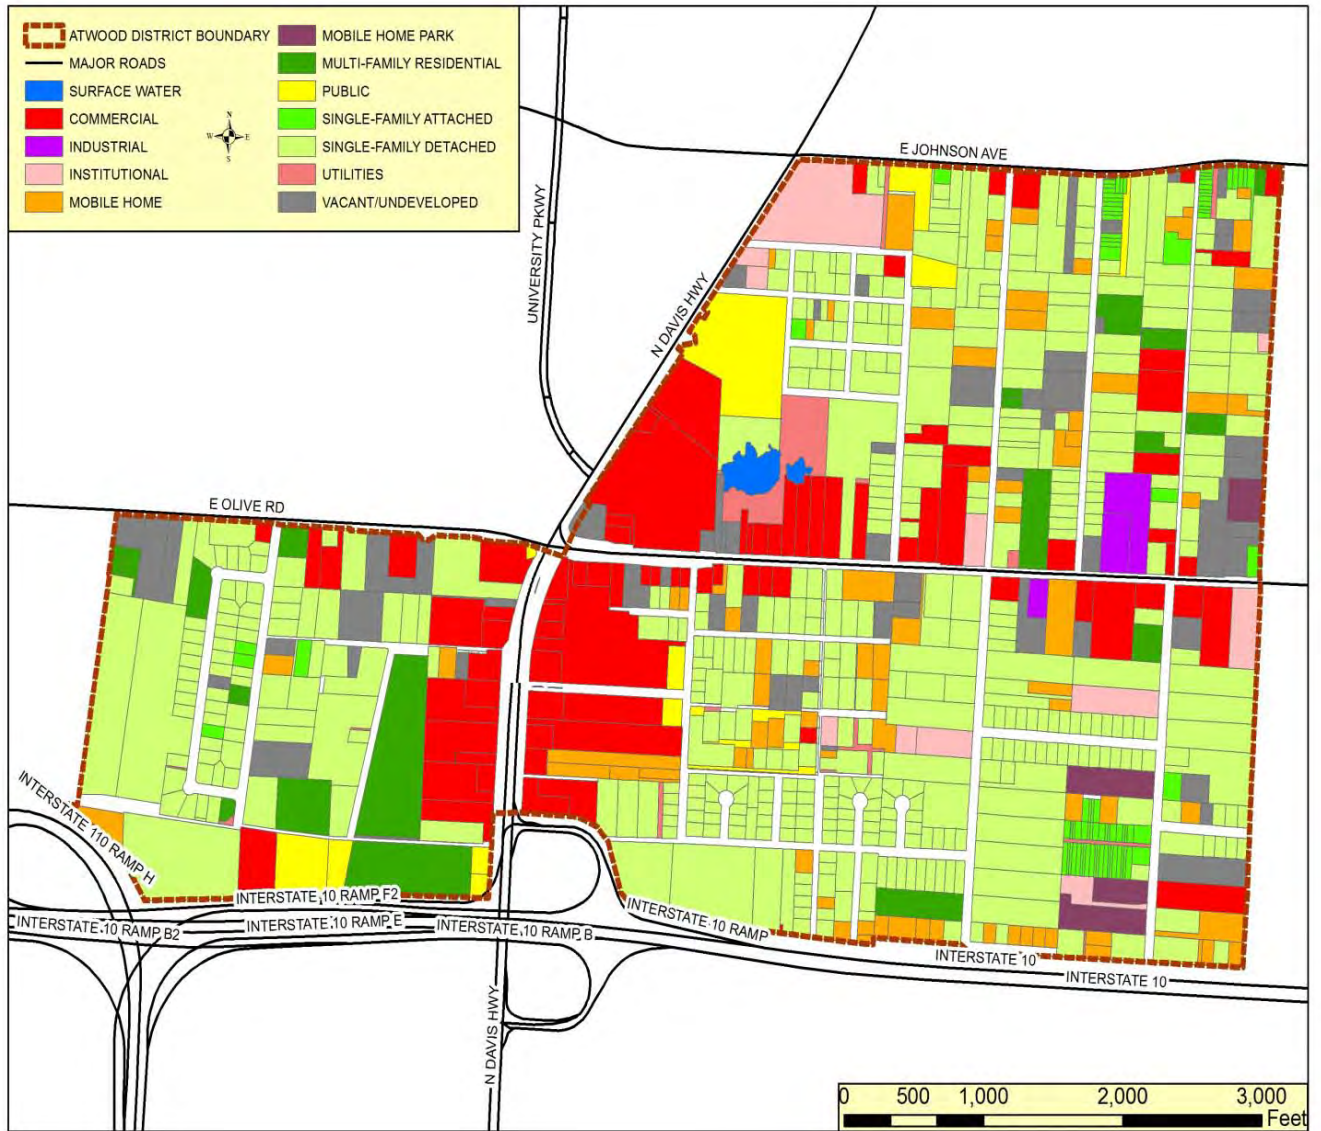 ATWOOD DISTRICT BOUNDARY
MAJOR ROADS
SURFACE WATER
COMMERCIAL
INDUSTRIAL
INSTITUTIONAL
MOBILE HOME
MOBILE HOME PARK
MULTI-FAMILY RESIDENTIAL
PUBLIC
SINGLE-FAMILY ATTACHED
SINGLE-FAMILY DETACHED
UTILITIES
VACANT/UNDEVELOPED
N
W E
S
E JOHNSON AVE
UNIVERSITY PKWY
N DAVIS HWY
E OLIVE RD
INTERSTATE 110 RAMP H
INTERSTATE 10 RAMP F2
INTERSTATE 10 RAMP B2
INTERSTATE 10 RAMP E
INTERSTATE 10 RAMP B
INTERSTATE 10 RAMP
INTERSTATE 10
INTERSTATE 10
N DAVIS HWY
0 500 1,000 2,000 3,000
Feet